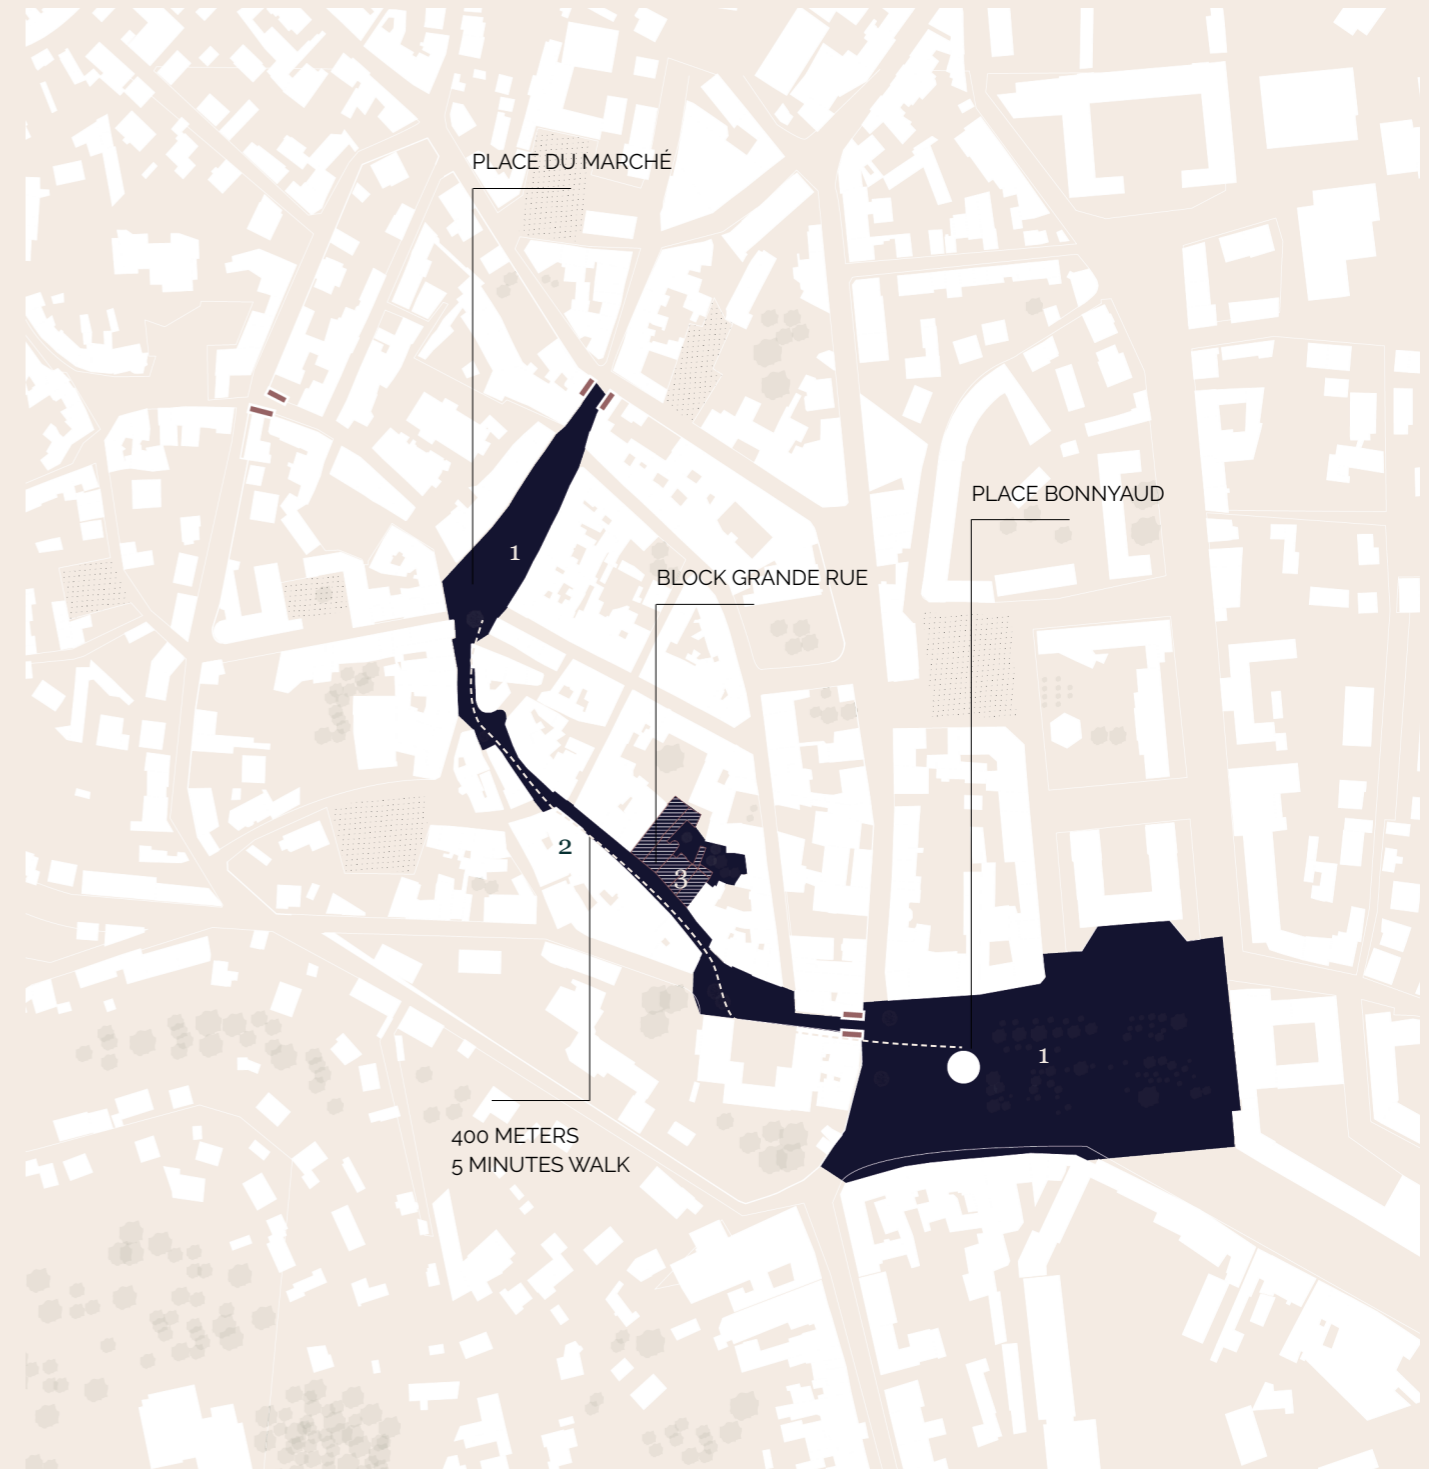 PLACE DU MARCHÉ
PLACE BONNYAUD
1
BLOCK GRANDE RUE
2
3
1
400 METERS
5 MINUTES WALK